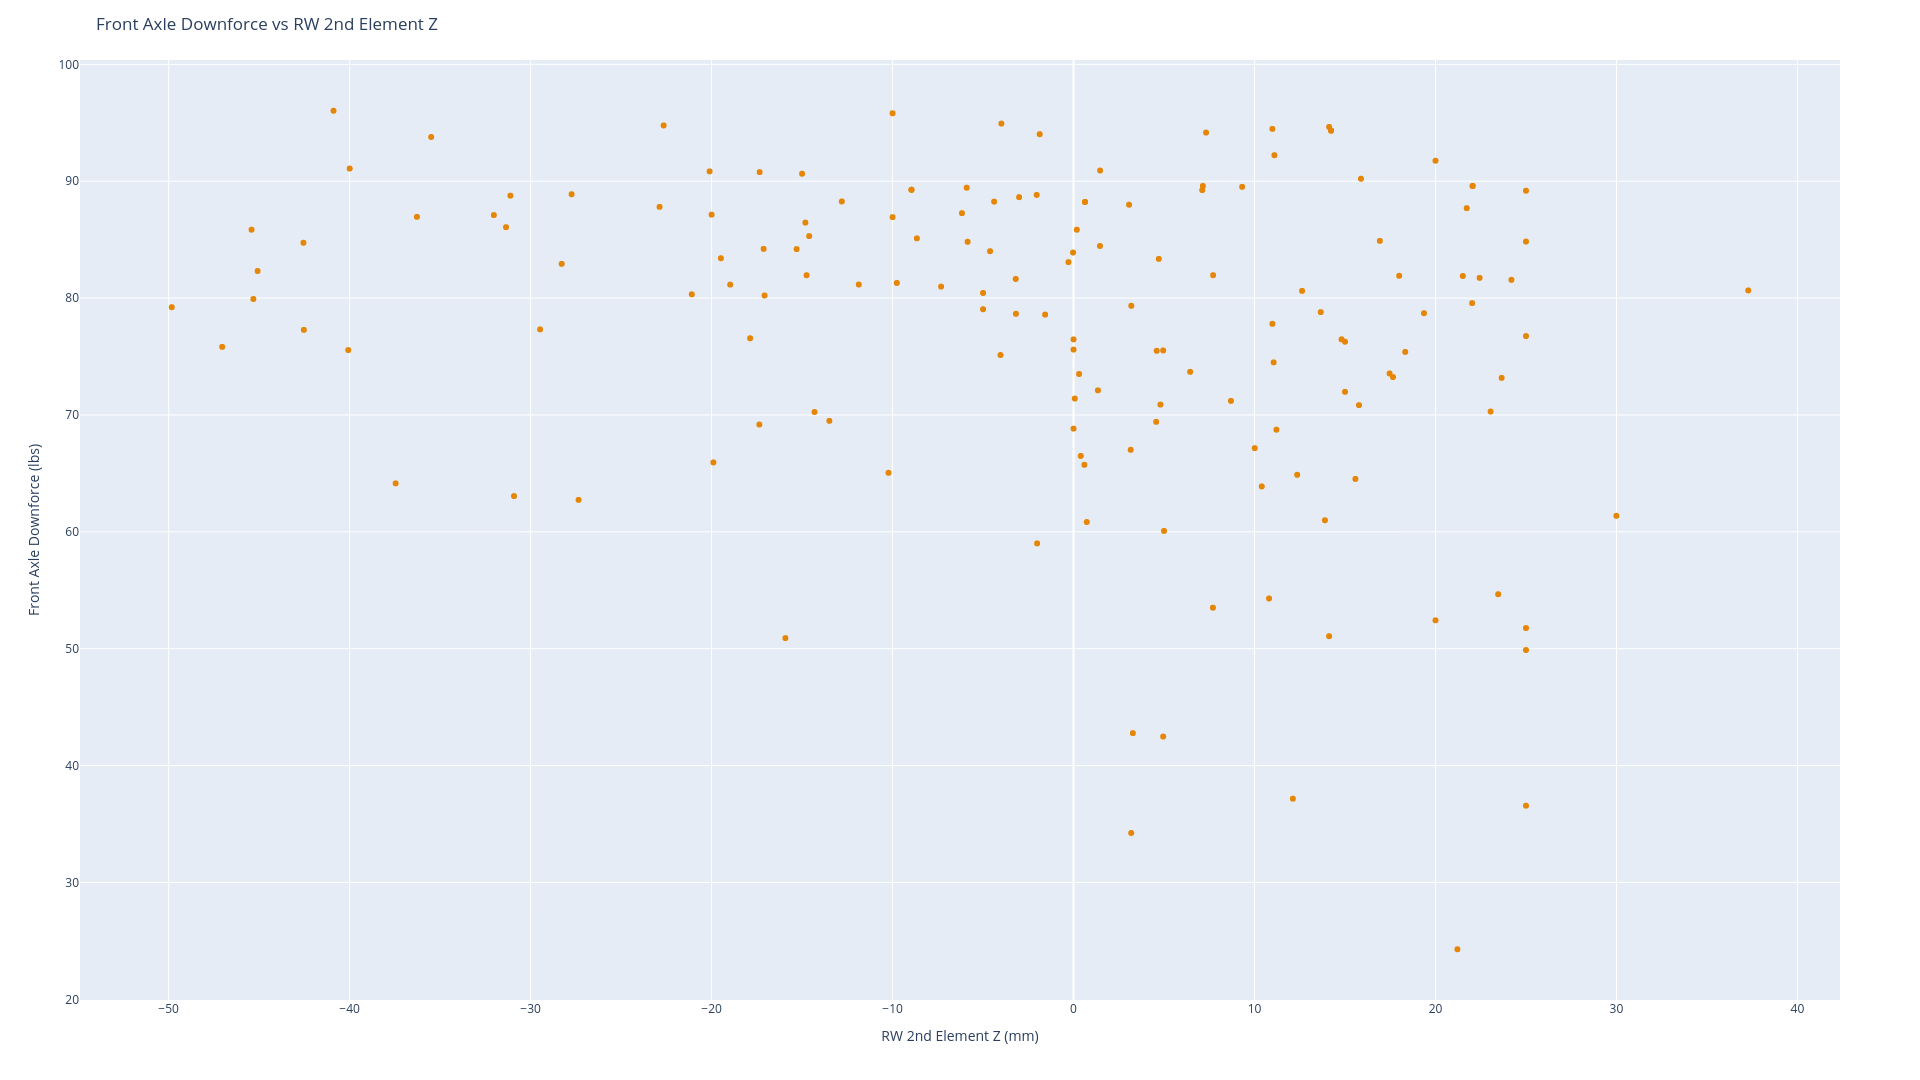 Front Axle Downforce vs RW 2nd Element Z
100
90
80
70
60
50
40
30
20
Front Axle Downforce (lbs)
−50 −40 −30 −20 −10 0 10 20 30 40
RW 2nd Element Z (mm)